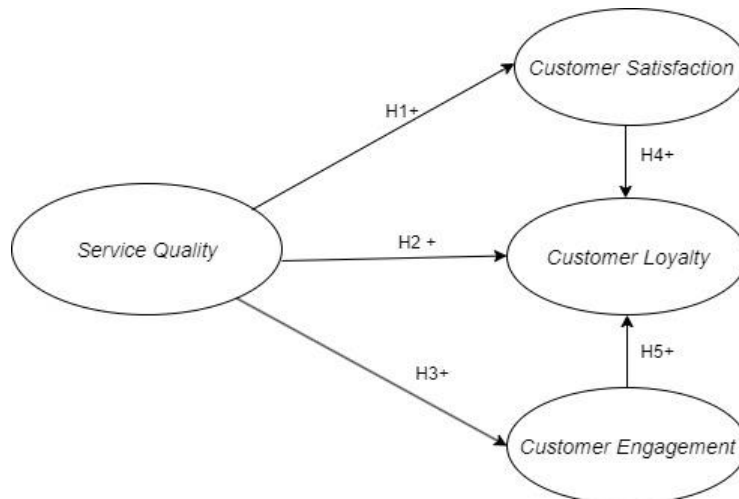 Customer Satisfaction
H1+
H4+
Service Quality
H2 +
Customer Loyalty
H3+
H5+
Customer Engagement